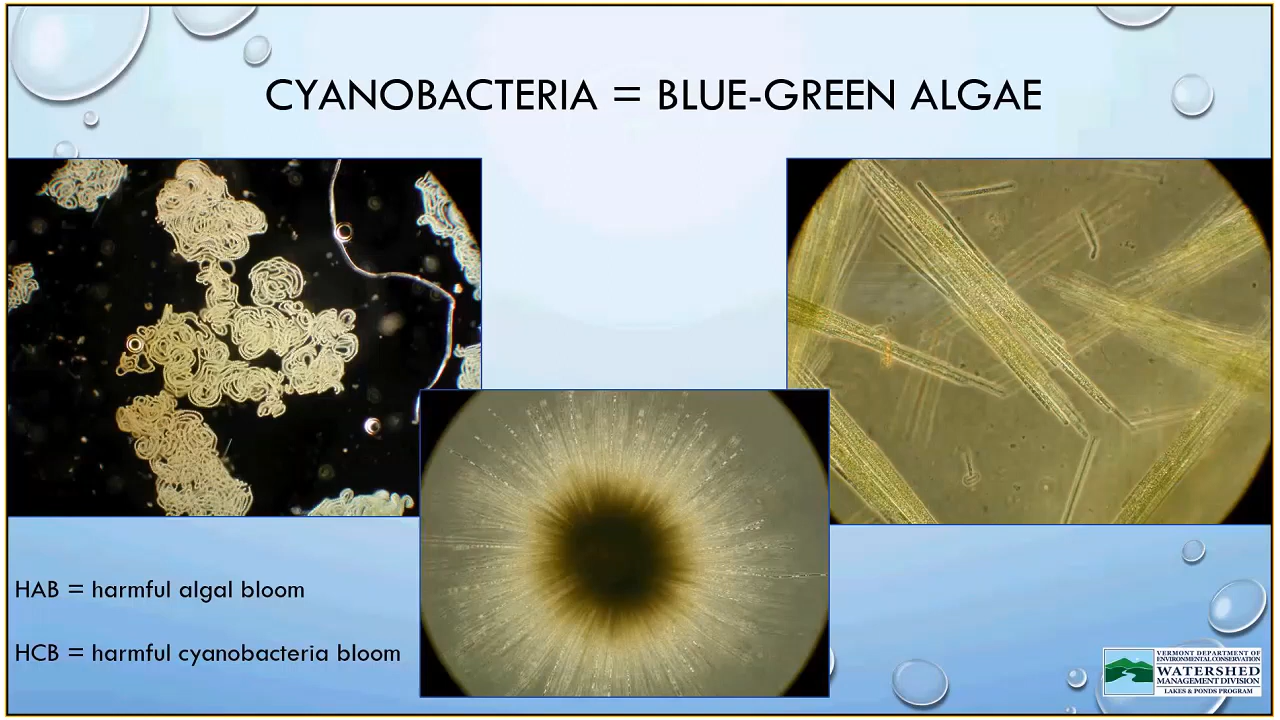 CYANOBACTERIA = BLUE-GREEN ALGAE
HAB = harmful algal bloom
HCB = harmful cyanobacteria bloom
VERMONT DEPARTMENT OF
ENVIRONMENTAL CONSERVATION
WATERSHED
MANAGEMENT DIVISION
LAKES & PONDS PROGRAM